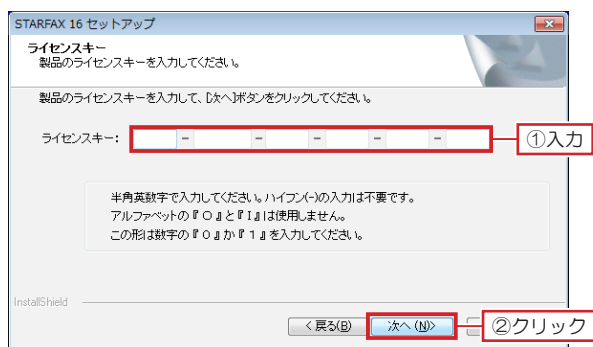 STARFAX 16 セットアップ
ライセンスキー
製品のライセンスキーを入力してください。
製品のライセンスキーを入力して、[次へ]ボタンをクリックしてください。
ライセンスキー: - - - - -
①入力
半角英数字で入力してください。ハイフン(-)の入力は不要です。
アルファベットの『O』と『I』は使用しません。
この形は数字の『0』か『1』を入力してください。
InstallShield
< 戻る(B) 次へ(N)>
②クリック